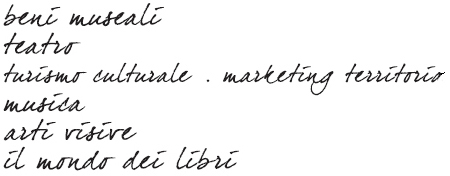 beni museali
teatro
turismo culturale . marketing territorio
musica
arti visive
il mondo dei libri